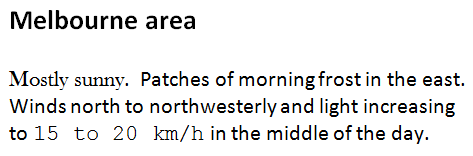 Melbourne area
Mostly sunny. Patches of morning frost in the east.
Winds north to northwesterly and light increasing
to 15 to 20 km/h in the middle of the day.